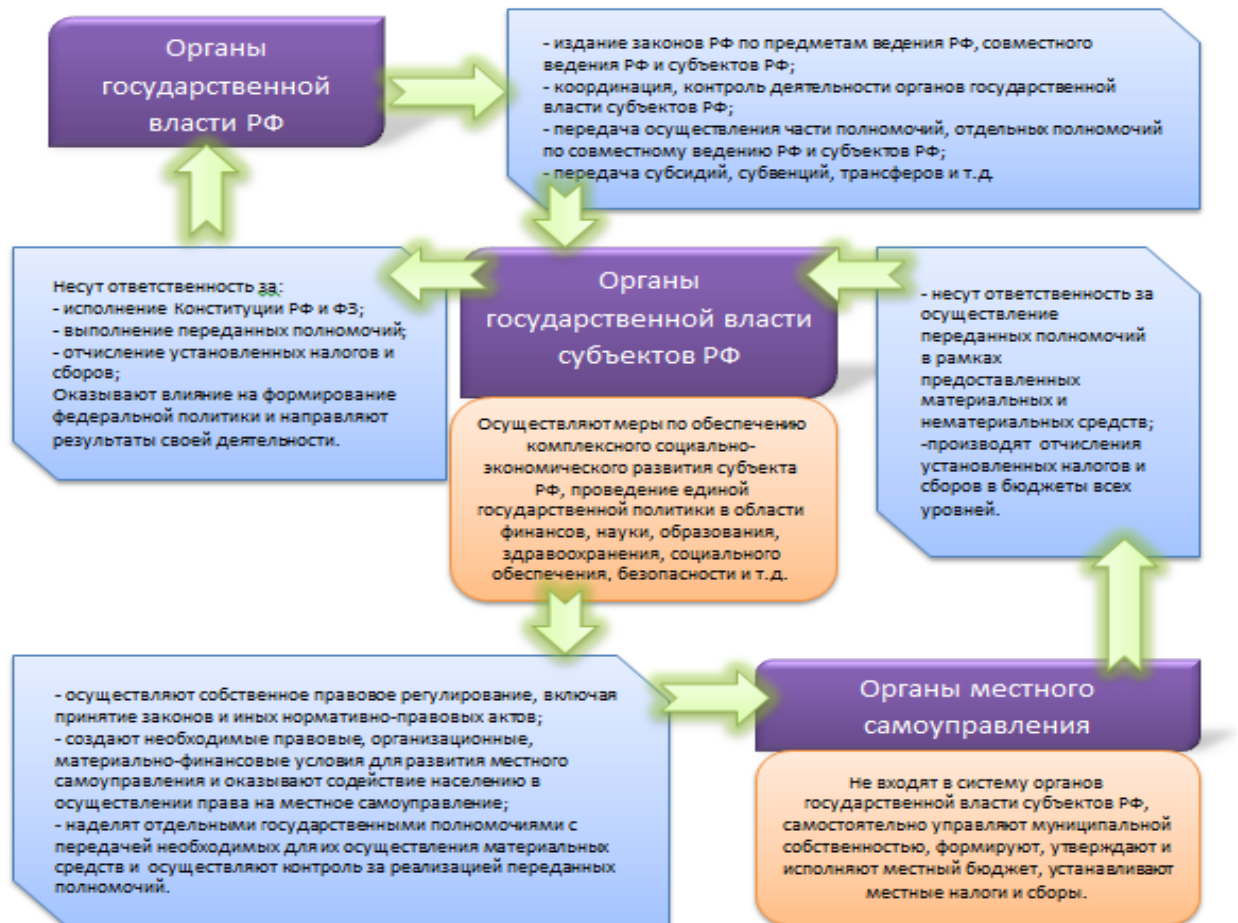 Органы
государственной
власти РФ
- издание законов РФ по предметам ведения РФ, совместного
ведения РФ и субъектов РФ;
- координация, контроль деятельности органов государственной
власти субъектов РФ;
- передача осуществления части полномочий, отдельных полномочий
по совместному ведению РФ и субъектов РФ;
- передача субсидий, субвенций, трансферов и т.д.
Несут ответственность за:
- исполнение Конституции РФ и ФЗ;
- выполнение переданных полномочий;
- отчисление установленных налогов и
сборов;
Оказывают влияние на формирование
федеральной политики и направляют
результаты своей деятельности.
Органы
государственной власти
субъектов РФ
Осуществляют меры по обеспечению
комплексного социально-
экономического развития субъекта
РФ, проведение единой
государственной политики в области
финансов, науки, образования,
здравоохранения, социального
обеспечения, безопасности и т.д.
- несут ответственность за
осуществление
переданных полномочий
в рамках
предоставленных
материальных и
нематериальных средств;
-производят отчисления
установленных налогов и
сборов в бюджеты всех
уровней.
- осуществляют собственное правовое регулирование, включая
принятие законов и иных нормативно-правовых актов;
- создают необходимые правовые, организационные,
материально-финансовые условия для развития местного
самоуправления и оказывают содействие населению в
осуществлении права на местное самоуправление;
- наделят отдельными государственными полномочиями с
передачей необходимых для их осуществления материальных
средств и осуществляют контроль за реализацией переданных
полномочий.
Органы местного
самоуправления
Не входят в систему органов
государственной власти субъектов РФ,
самостоятельно управляют муниципальной
собственностью, формируют, утверждают и
исполняют местный бюджет, устанавливают
местные налоги и сборы.